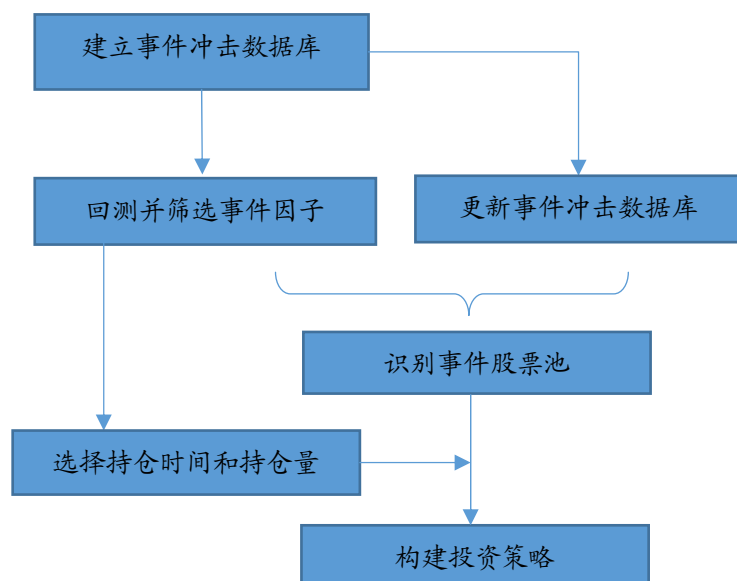 建立事件冲击数据库
回测并筛选事件因子
更新事件冲击数据库
识别事件股票池
选择持仓时间和持仓量
构建投资策略